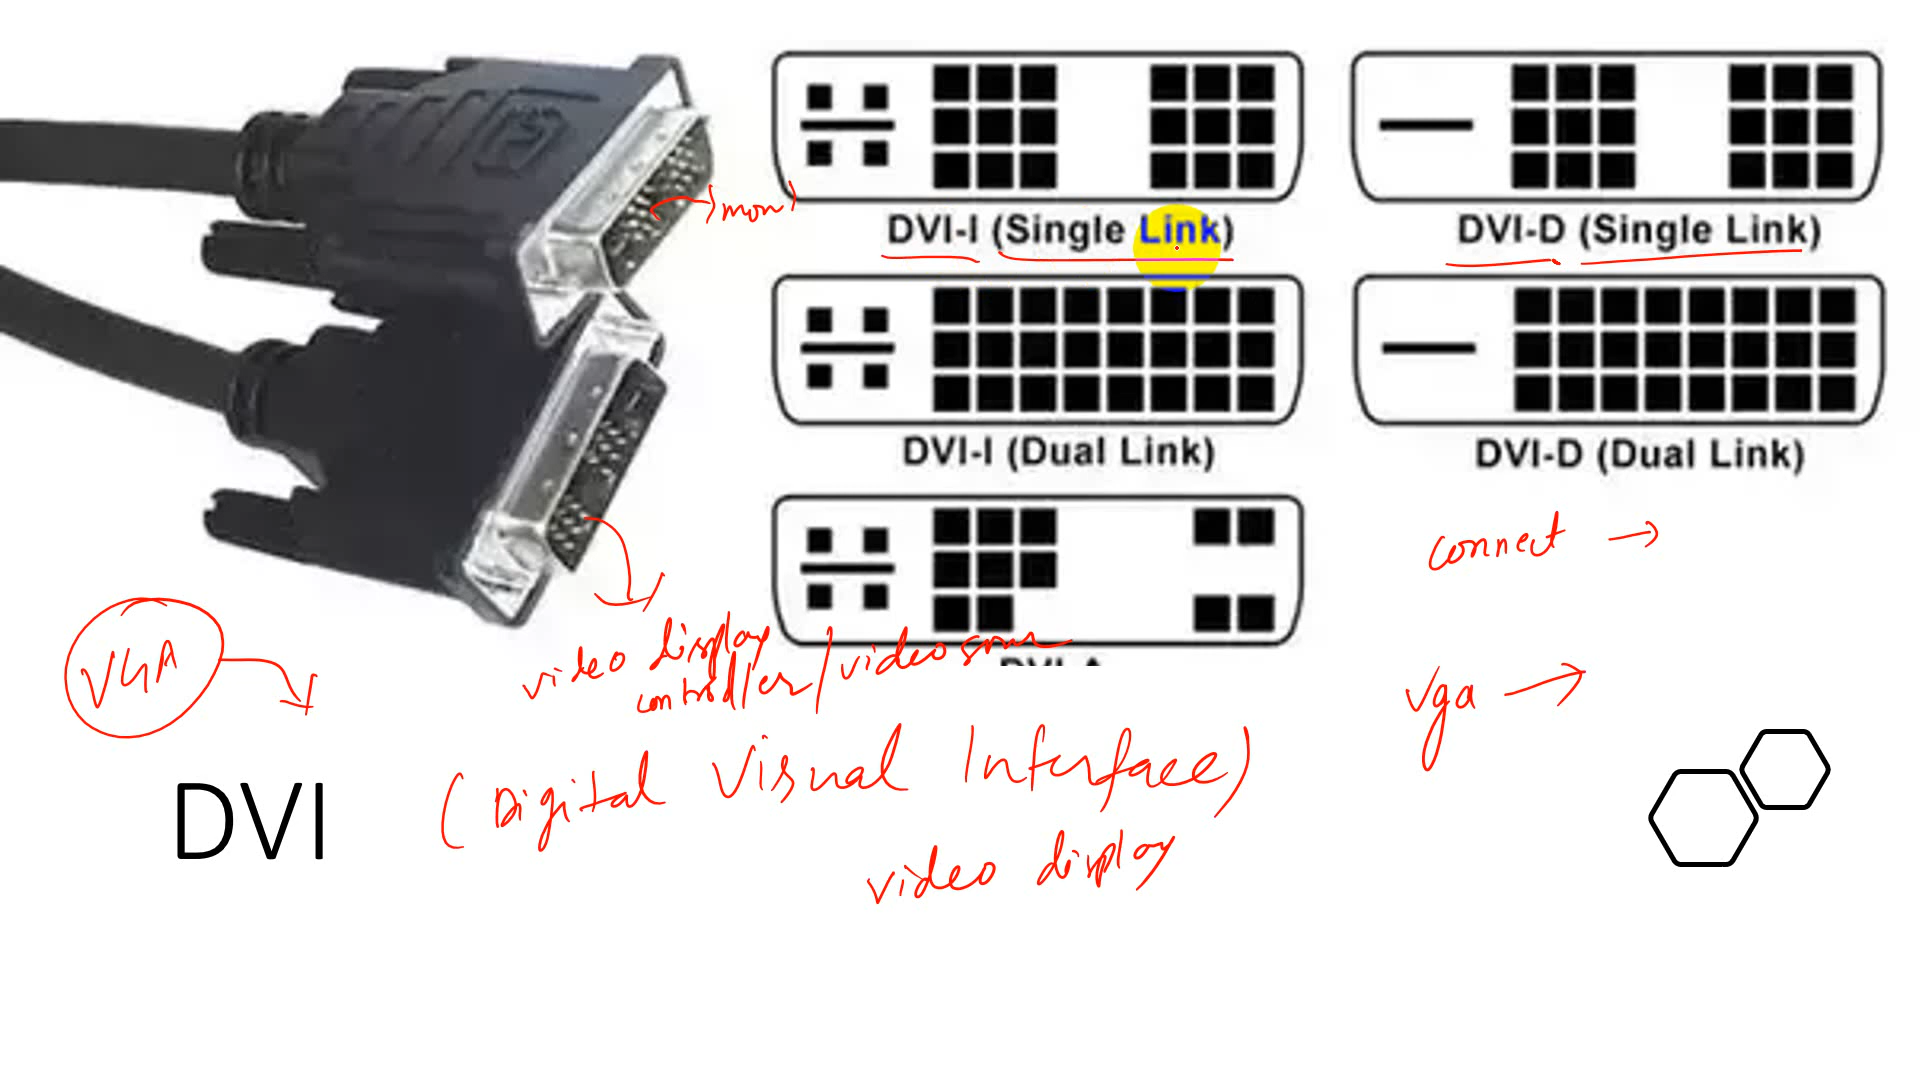 mon
DVI-I (Single Link)
DVI-D (Single Link)
DVI-I (Dual Link)
DVI-D (Dual Link)
connect →
VGA
video display
controller/video
DVI-A
vga →
DVI
(Digital Visual Interface)
video display